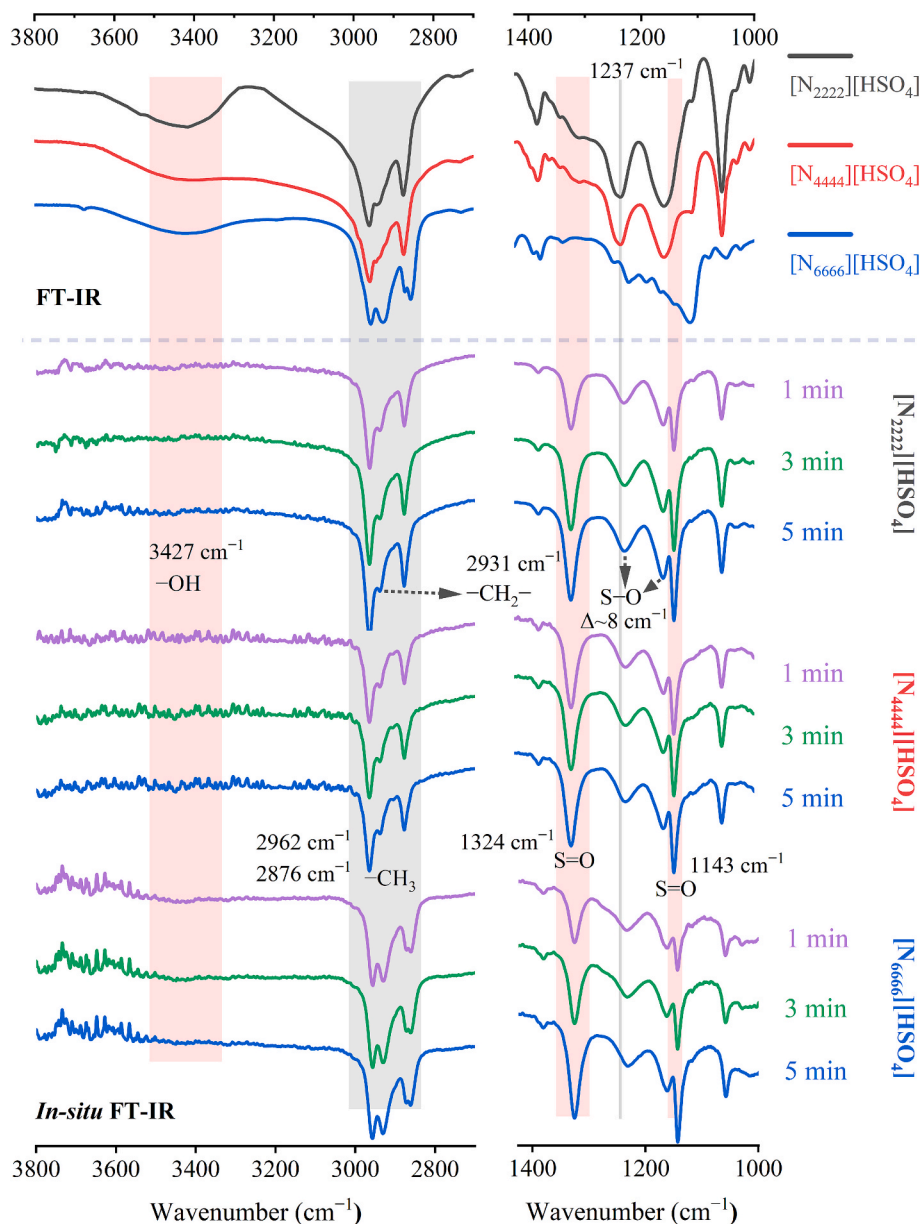 3800 3600 3400 3200 3000 2800
1400 1200 1000
1237 cm⁻¹
[N₂₂₂₂][HSO₄]
[N₄₄₄₄][HSO₄]
[N₆₆₆₆][HSO₄]
FT-IR
1 min
3 min
5 min
[N₂₂₂₂][HSO₄]
3427 cm⁻¹
−OH
2931 cm⁻¹
−CH₂−
S−O
Δ~8 cm⁻¹
1 min
3 min
5 min
[N₄₄₄₄][HSO₄]
2962 cm⁻¹
2876 cm⁻¹
−CH₃
1324 cm⁻¹
S=O
1143 cm⁻¹
S=O
1 min
3 min
5 min
[N₆₆₆₆][HSO₄]
In-situ FT-IR
3800 3600 3400 3200 3000 2800
1400 1200 1000
Wavenumber (cm⁻¹)
Wavenumber (cm⁻¹)